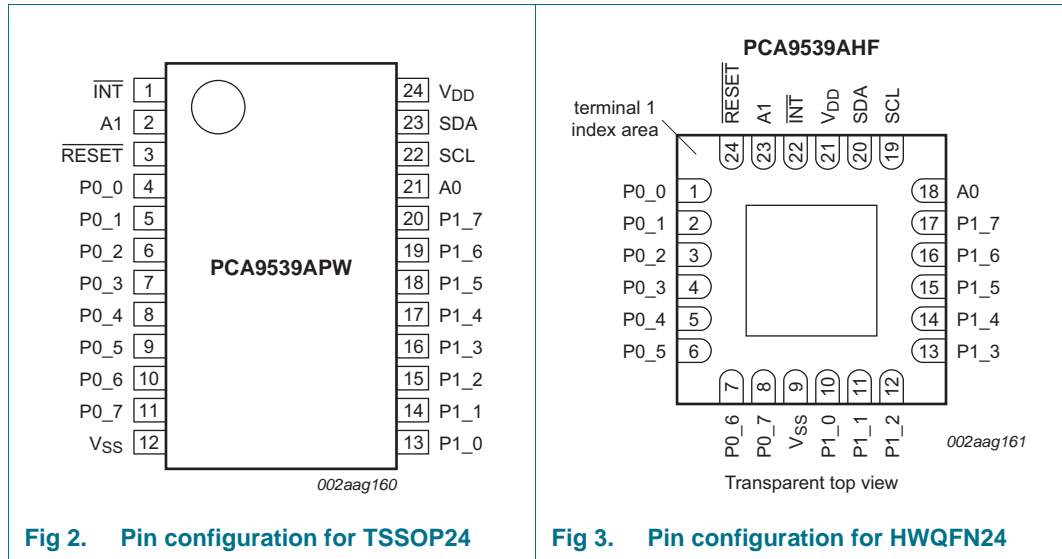 INT 1
A1 2
RESET 3
P0_0 4
P0_1 5
P0_2 6
P0_3 7
P0_4 8
P0_5 9
P0_6 10
P0_7 11
VSS 12
PCA9539APW
24 VDD
23 SDA
22 SCL
21 A0
20 P1_7
19 P1_6
18 P1_5
17 P1_4
16 P1_3
15 P1_2
14 P1_1
13 P1_0
002aag160
Fig 2. Pin configuration for TSSOP24
PCA9539AHF
terminal 1
index area
RESET A1 INT VDD SDA SCL
24 23 22 21 20 19
P0_0 1
P0_1 2
P0_2 3
P0_3 4
P0_4 5
P0_5 6
18 A0
17 P1_7
16 P1_6
15 P1_5
14 P1_4
13 P1_3
7 8 9 10 11 12
P0_6 P0_7 VSS P1_0 P1_1 P1_2
002aag161
Transparent top view
Fig 3. Pin configuration for HWQFN24